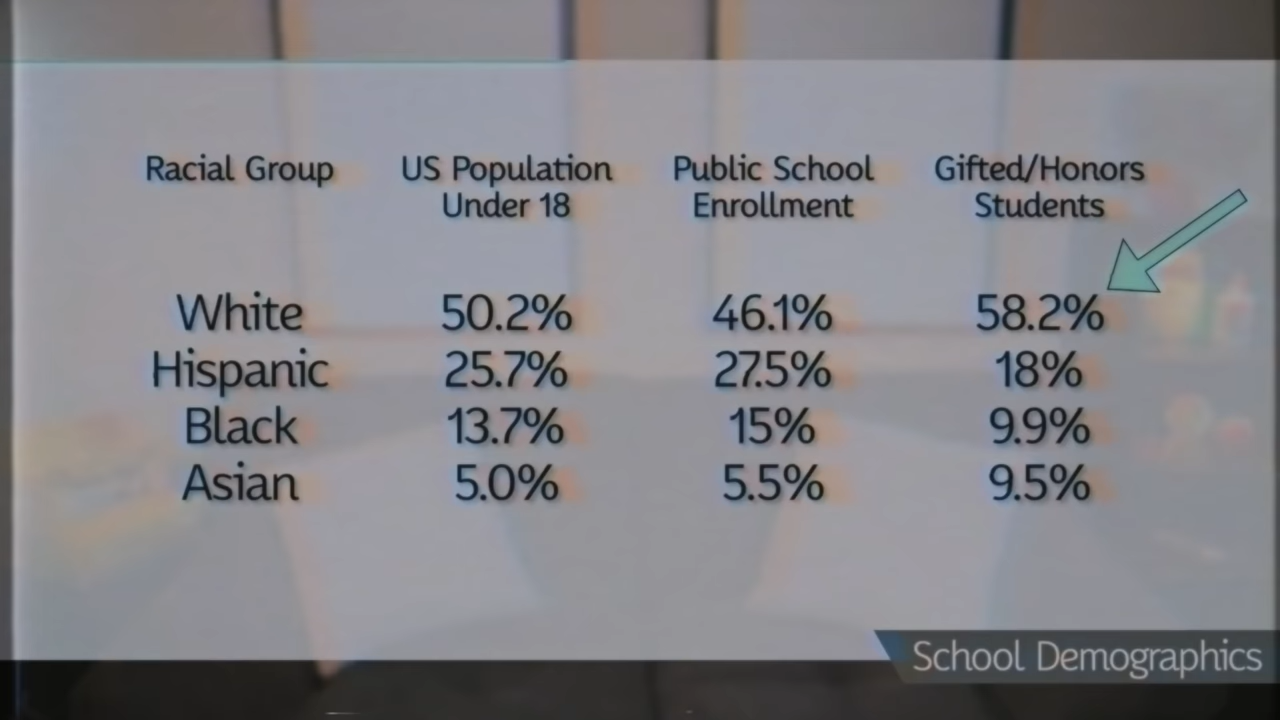 Racial Group US Population Public School Gifted/Honors
Under 18 Enrollment Students
White 50.2% 46.1% 58.2%
Hispanic 25.7% 27.5% 18%
Black 13.7% 15% 9.9%
Asian 5.0% 5.5% 9.5%
School Demographics